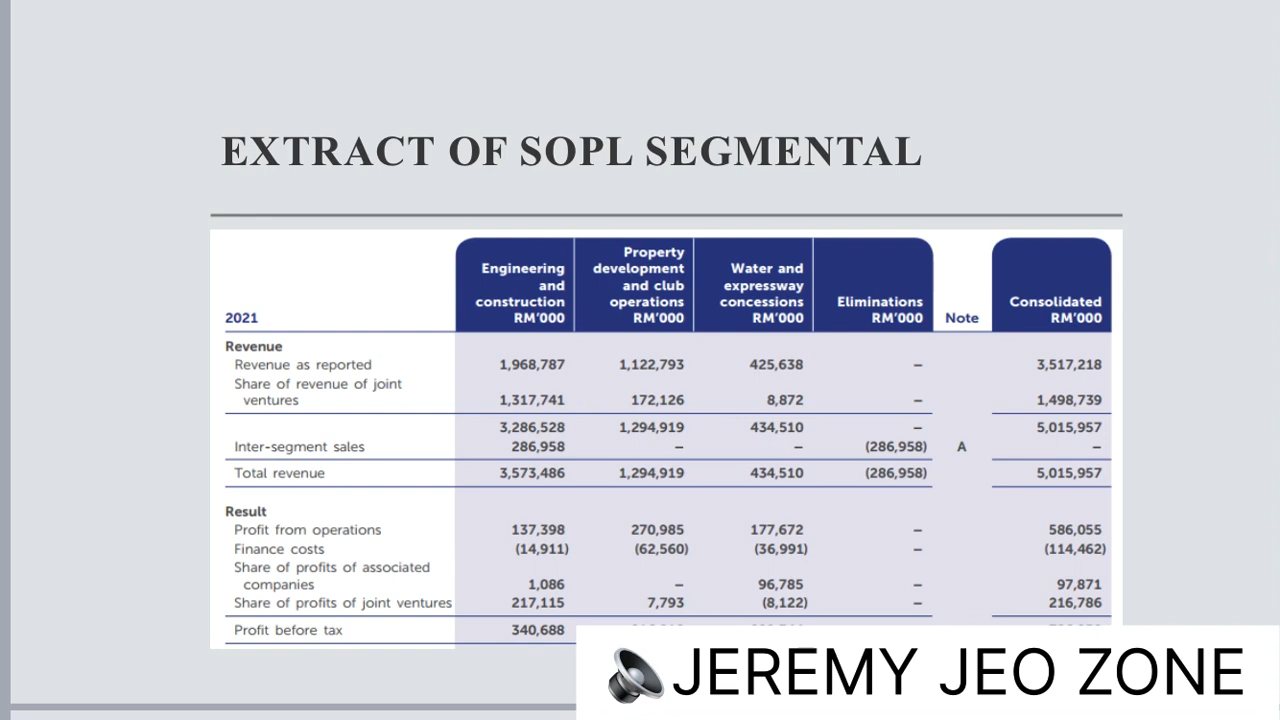 EXTRACT OF SOPL SEGMENTAL
2021 Engineering and construction RM'000 Property development and club operations RM'000 Water and expressway concessions RM'000 Eliminations RM'000 Note Consolidated RM'000
Revenue
Revenue as reported 1,968,787 1,122,793 425,638 – 3,517,218
Share of revenue of joint
ventures 1,317,741 172,126 8,872 – 1,498,739
3,286,528 1,294,919 434,510 – 5,015,957
Inter-segment sales 286,958 – – (286,958) A –
Total revenue 3,573,486 1,294,919 434,510 (286,958) 5,015,957
Result
Profit from operations 137,398 270,985 177,672 – 586,055
Finance costs (14,911) (62,560) (36,991) – (114,462)
Share of profits of associated
companies 1,086 – 96,785 – 97,871
Share of profits of joint ventures 217,115 7,793 (8,122) – 216,786
Profit before tax 340,688
JEREMY JEO ZONE